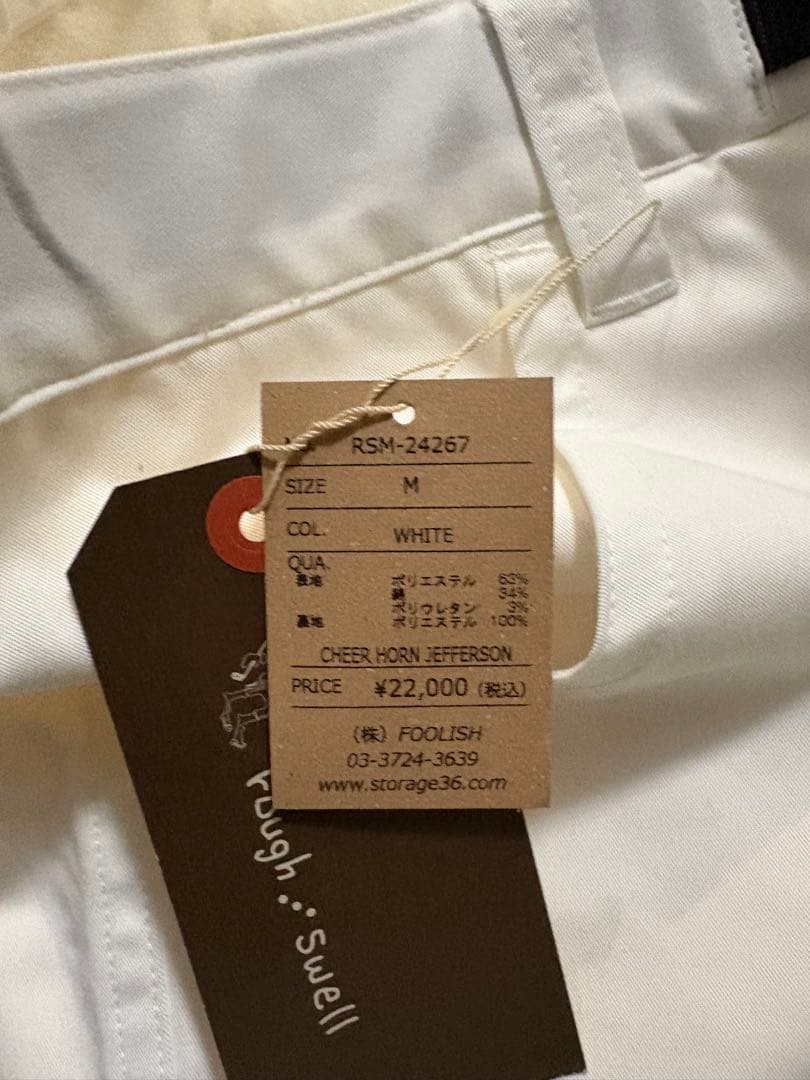 No. RSM-24267
SIZE M
COL. WHITE
QUA.
表地 ポリエステル 63%
綿 34%
ポリウレタン 3%
裏地 ポリエステル 100%
CHEER HORN JEFFERSON
PRICE ¥22,000 (税込)
(株) FOOLISH
03-3724-3639
www.storage36.com
rough swell